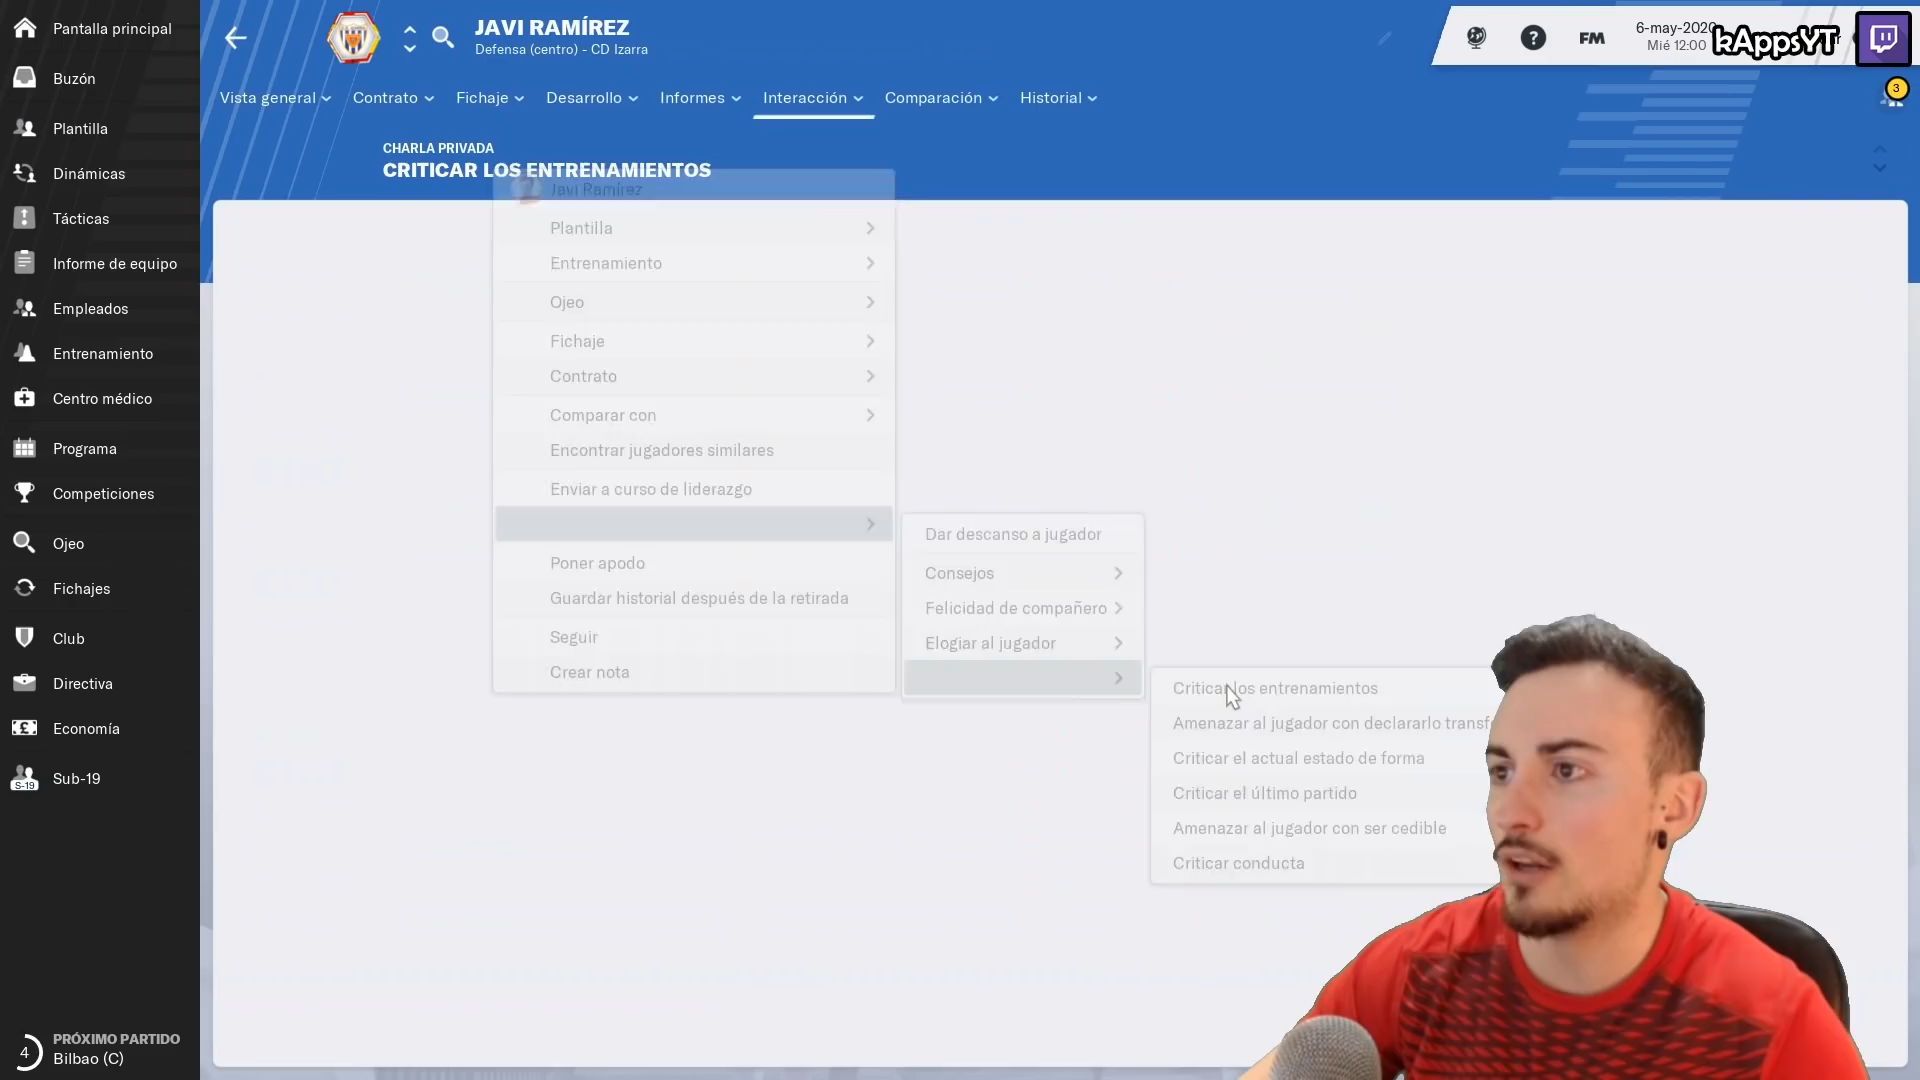 Pantalla principal
Buzón
Plantilla
Dinámicas
Tácticas
Informe de equipo
Empleados
Entrenamiento
Centro médico
Programa
Competiciones
Ojeo
Fichajes
Club
Directiva
Economía
S-19
Sub-19
4
PRÓXIMO PARTIDO
Bilbao (C)
JAVI RAMÍREZ
Defensa (centro) - CD Izarra
?
FM
6-may-2020
Mié 12:00
kAppsYT
3
Vista general
Contrato
Fichaje
Desarrollo
Informes
Interacción
Comparación
Historial
CHARLA PRIVADA
CRITICAR LOS ENTRENAMIENTOS
Javi Ramírez
Plantilla
Entrenamiento
Ojeo
Fichaje
Contrato
Comparar con
Encontrar jugadores similares
Enviar a curso de liderazgo
Poner apodo
Guardar historial después de la retirada
Seguir
Crear nota
Dar descanso a jugador
Consejos
Felicidad de compañero
Elogiar al jugador
Criticar los entrenamientos
Amenazar al jugador con declararlo transf
Criticar el actual estado de forma
Criticar el último partido
Amenazar al jugador con ser cedible
Criticar conducta